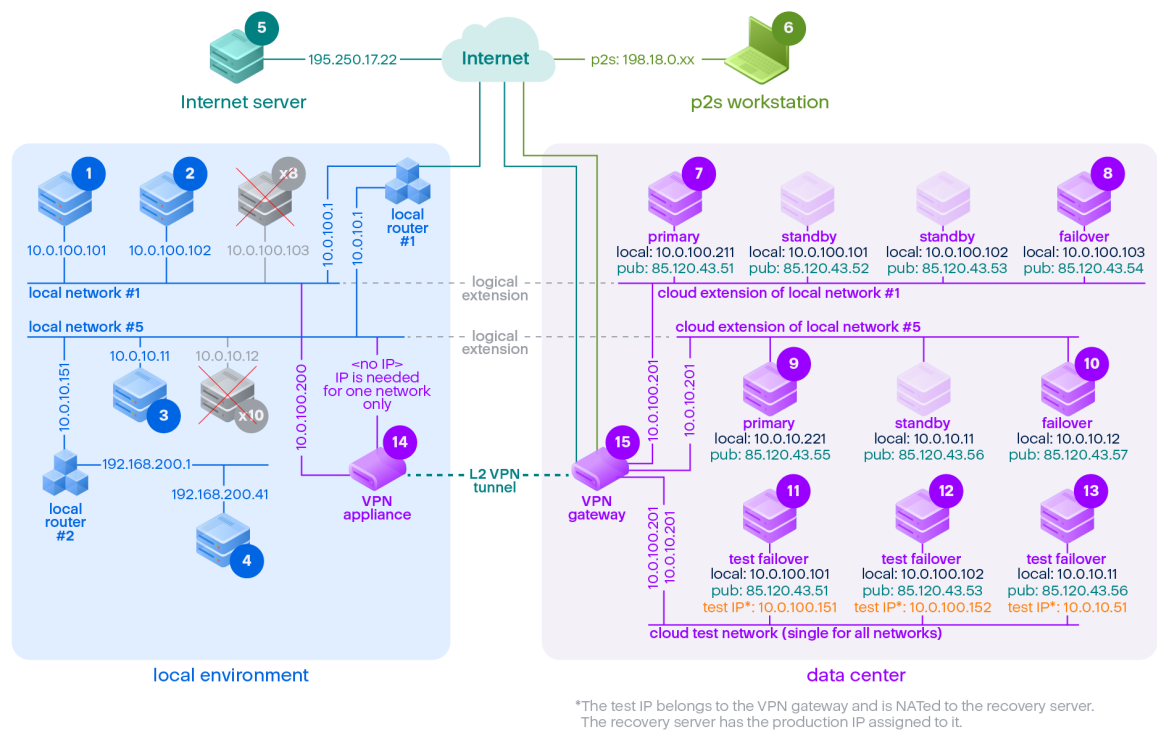 5
6
Internet
195.250.17.22
p2s: 198.18.0.xx
Internet server
p2s workstation
1
2
x8
10.0.100.101
10.0.100.102
10.0.100.103
10.0.100.1
10.0.10.1
local
router
#1
local network #1
logical
extension
local network #5
logical
extension
10.0.10.151
10.0.10.11
10.0.10.12
3
x10
10.0.100.200
<no IP>
IP is needed
for one network
only
192.168.200.1
192.168.200.41
local
router
#2
4
14
VPN
appliance
L2 VPN
tunnel
15
VPN
gateway
local environment
7
8
primary
local: 10.0.100.211
pub: 85.120.43.51
standby
local: 10.0.100.101
pub: 85.120.43.52
standby
local: 10.0.100.102
pub: 85.120.43.53
failover
local: 10.0.100.103
pub: 85.120.43.54
cloud extension of local network #1
cloud extension of local network #5
10.0.100.201
10.0.10.201
9
10
primary
local: 10.0.10.221
pub: 85.120.43.55
standby
local: 10.0.10.11
pub: 85.120.43.56
failover
local: 10.0.10.12
pub: 85.120.43.57
10.0.100.201
10.0.10.201
11
12
13
test failover
local: 10.0.100.101
pub: 85.120.43.51
test IP*: 10.0.100.151
test failover
local: 10.0.100.102
pub: 85.120.43.53
test IP*: 10.0.100.152
test failover
local: 10.0.10.11
pub: 85.120.43.56
test IP*: 10.0.10.51
cloud test network (single for all networks)
data center
*The test IP belongs to the VPN gateway and is NATed to the recovery server.
The recovery server has the production IP assigned to it.